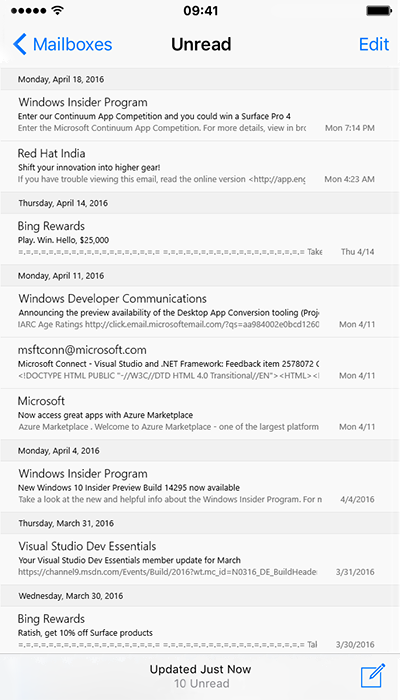 09:41
Mailboxes
Unread
Edit
Monday, April 18, 2016
Windows Insider Program
Enter our Continuum App Competition and you could win a Surface Pro 4
Enter the Microsoft Continuum App Competition. For more details, view in bro Mon 7:14 PM
Red Hat India
Shift your innovation into higher gear!
If you have trouble viewing this email, read the online version <http://app.eng Mon 4:23 AM
Thursday, April 14, 2016
Bing Rewards
Play. Win. Hello, $25,000
=.=.=.=.=.=.=.=.=.=.=.=.=.=.=.=.=.=.= =.=.=.=.=.=.=.=.=.=.=.=.=.=.=.=.=.=.= Take Thu 4/14
Monday, April 11, 2016
Windows Developer Communications
Announcing the preview availability of the Desktop App Conversion tooling (Proj
IARC Age Ratings http://click.email.microsoftemail.com/?qs=aa984002e0bcd1260 Mon 4/11
msftconn@microsoft.com
Microsoft Connect - Visual Studio and .NET Framework: Feedback item 2578072 C
<!DOCTYPE HTML PUBLIC "-//W3C//DTD HTML 4.0 Transitional//EN"><HTML>< Mon 4/11
Microsoft
Now access great apps with Azure Marketplace
Azure Marketplace . Welcome to Azure Marketplace - one of the largest platform Mon 4/11
Monday, April 4, 2016
Windows Insider Program
New Windows 10 Insider Preview Build 14295 now available
Take a look at the new and helpful info about the Windows Insider Program. For m 4/4/2016
Thursday, March 31, 2016
Visual Studio Dev Essentials
Your Visual Studio Dev Essentials member update for March
https://channel9.msdn.com/Events/Build/2016?wt.mc_id=N0316_DE_BuildHeade 3/31/2016
Wednesday, March 30, 2016
Bing Rewards
Ratish, get 10% off Surface products
=.=.=.=.=.=.=.=.=.=.=.=.=.=.=.=.=.=.= =.=.=.=.=.=.=.=.=.=.=.=.=.=.=.=.=.=.= Tal 3/30/2016
Updated Just Now
10 Unread